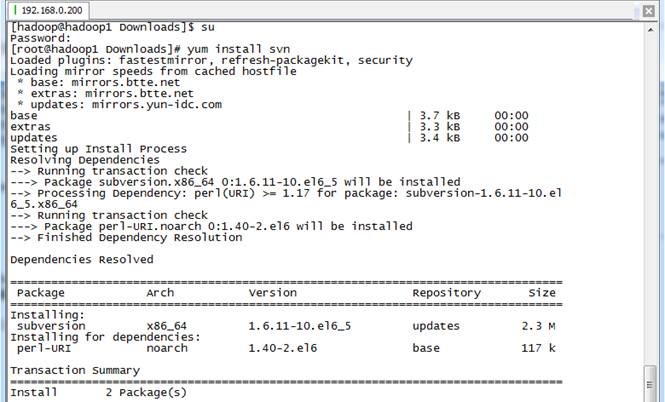 192.168.0.200
[hadoop@hadoop1 Downloads]$ su
Password:
[root@hadoop1 Downloads]# yum install svn
Loaded plugins: fastestmirror, refresh-packagekit, security
Loading mirror speeds from cached hostfile
 * base: mirrors.btte.net
 * extras: mirrors.btte.net
 * updates: mirrors.yun-idc.com
base | 3.7 kB 00:00
extras | 3.3 kB 00:00
updates | 3.4 kB 00:00
Setting up Install Process
Resolving Dependencies
--> Running transaction check
---> Package subversion.x86_64 0:1.6.11-10.el6_5 will be installed
--> Processing Dependency: perl(URI) >= 1.17 for package: subversion-1.6.11-10.el
6_5.x86_64
--> Running transaction check
---> Package perl-URI.noarch 0:1.40-2.el6 will be installed
--> Finished Dependency Resolution
Dependencies Resolved
================================================================================
 Package Arch Version Repository Size
================================================================================
Installing:
 subversion x86_64 1.6.11-10.el6_5 updates 2.3 M
Installing for dependencies:
 perl-URI noarch 1.40-2.el6 base 117 k
Transaction Summary
================================================================================
Install 2 Package(s)